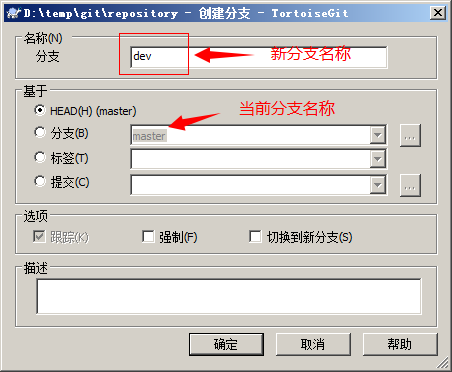 D:\temp\git\repository - 创建分支 - TortoiseGit
名称(N)
分支 dev 新分支名称
基于
HEAD(H) (master)
当前分支名称
分支(B) master ...
标签(T)
提交(C) ...
选项
跟踪(K) 强制(F) 切换到新分支(S)
描述
确定 取消 帮助